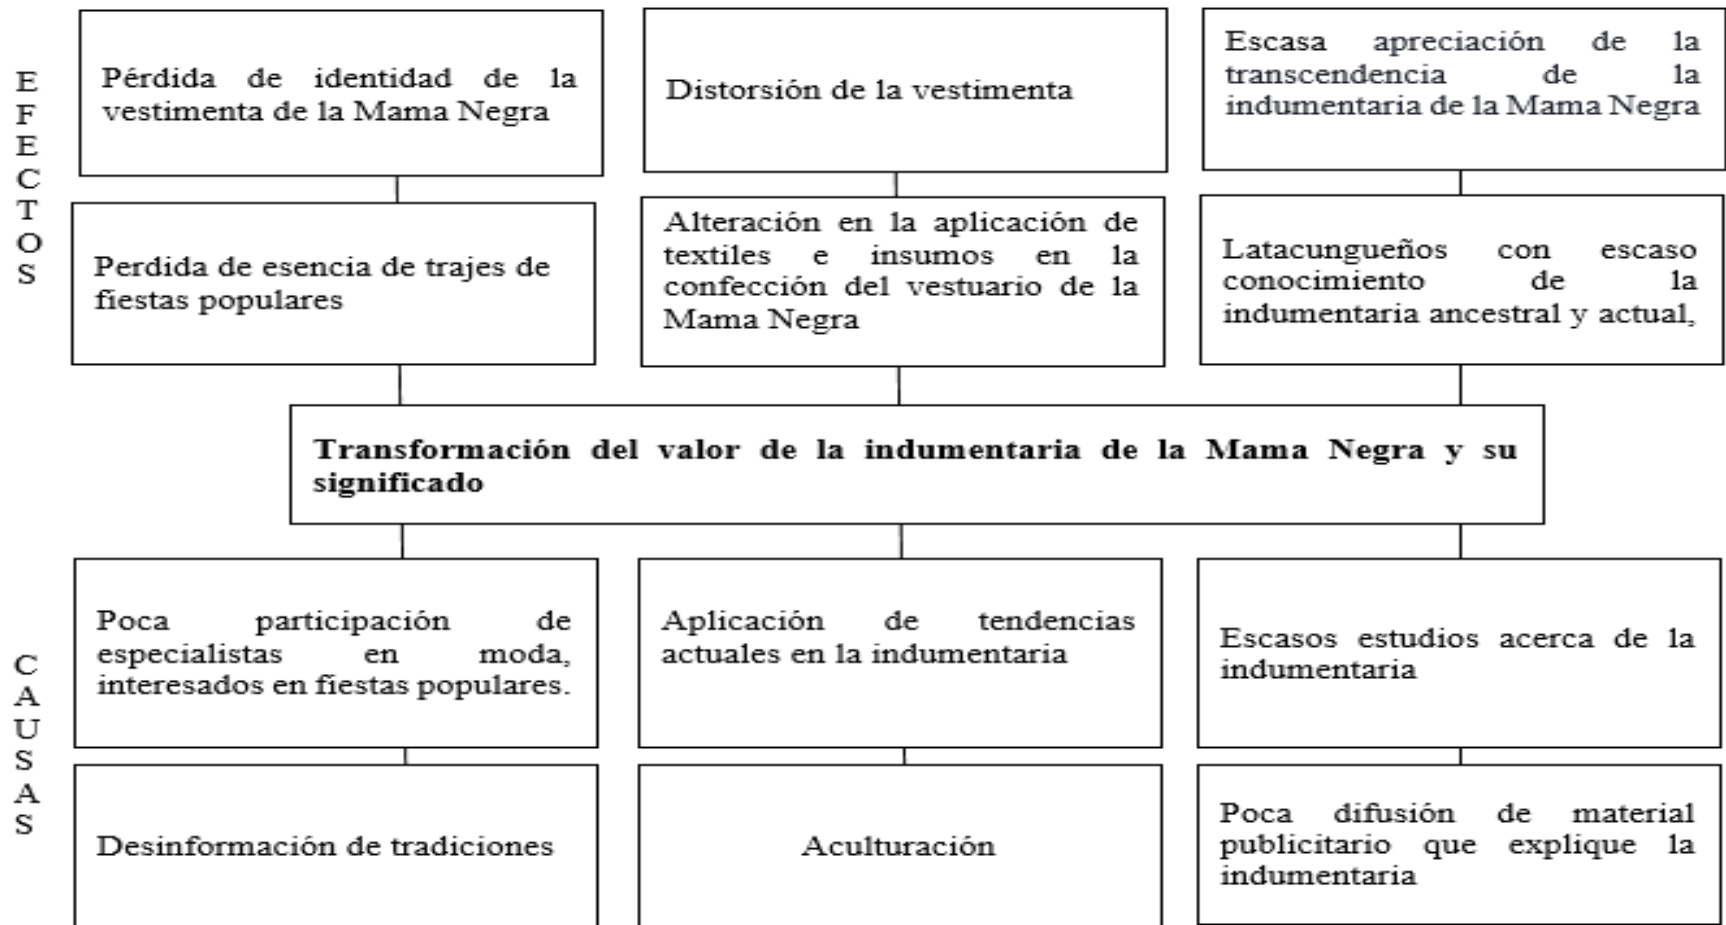 EFECTOS
Pérdida de identidad de la
vestimenta de la Mama Negra
Distorsión de la vestimenta
Escasa apreciación de la
transcendencia de la
indumentaria de la Mama Negra
Perdida de esencia de trajes de
fiestas populares
Alteración en la aplicación de
textiles e insumos en la
confección del vestuario de la
Mama Negra
Latacungueños con escaso
conocimiento de la
indumentaria ancestral y actual,
Transformación del valor de la indumentaria de la Mama Negra y su
significado
CAUSAS
Poca participación de
especialistas en moda,
interesados en fiestas populares.
Aplicación de tendencias
actuales en la indumentaria
Escasos estudios acerca de la
indumentaria
Desinformación de tradiciones
Aculturación
Poca difusión de material
publicitario que explique la
indumentaria